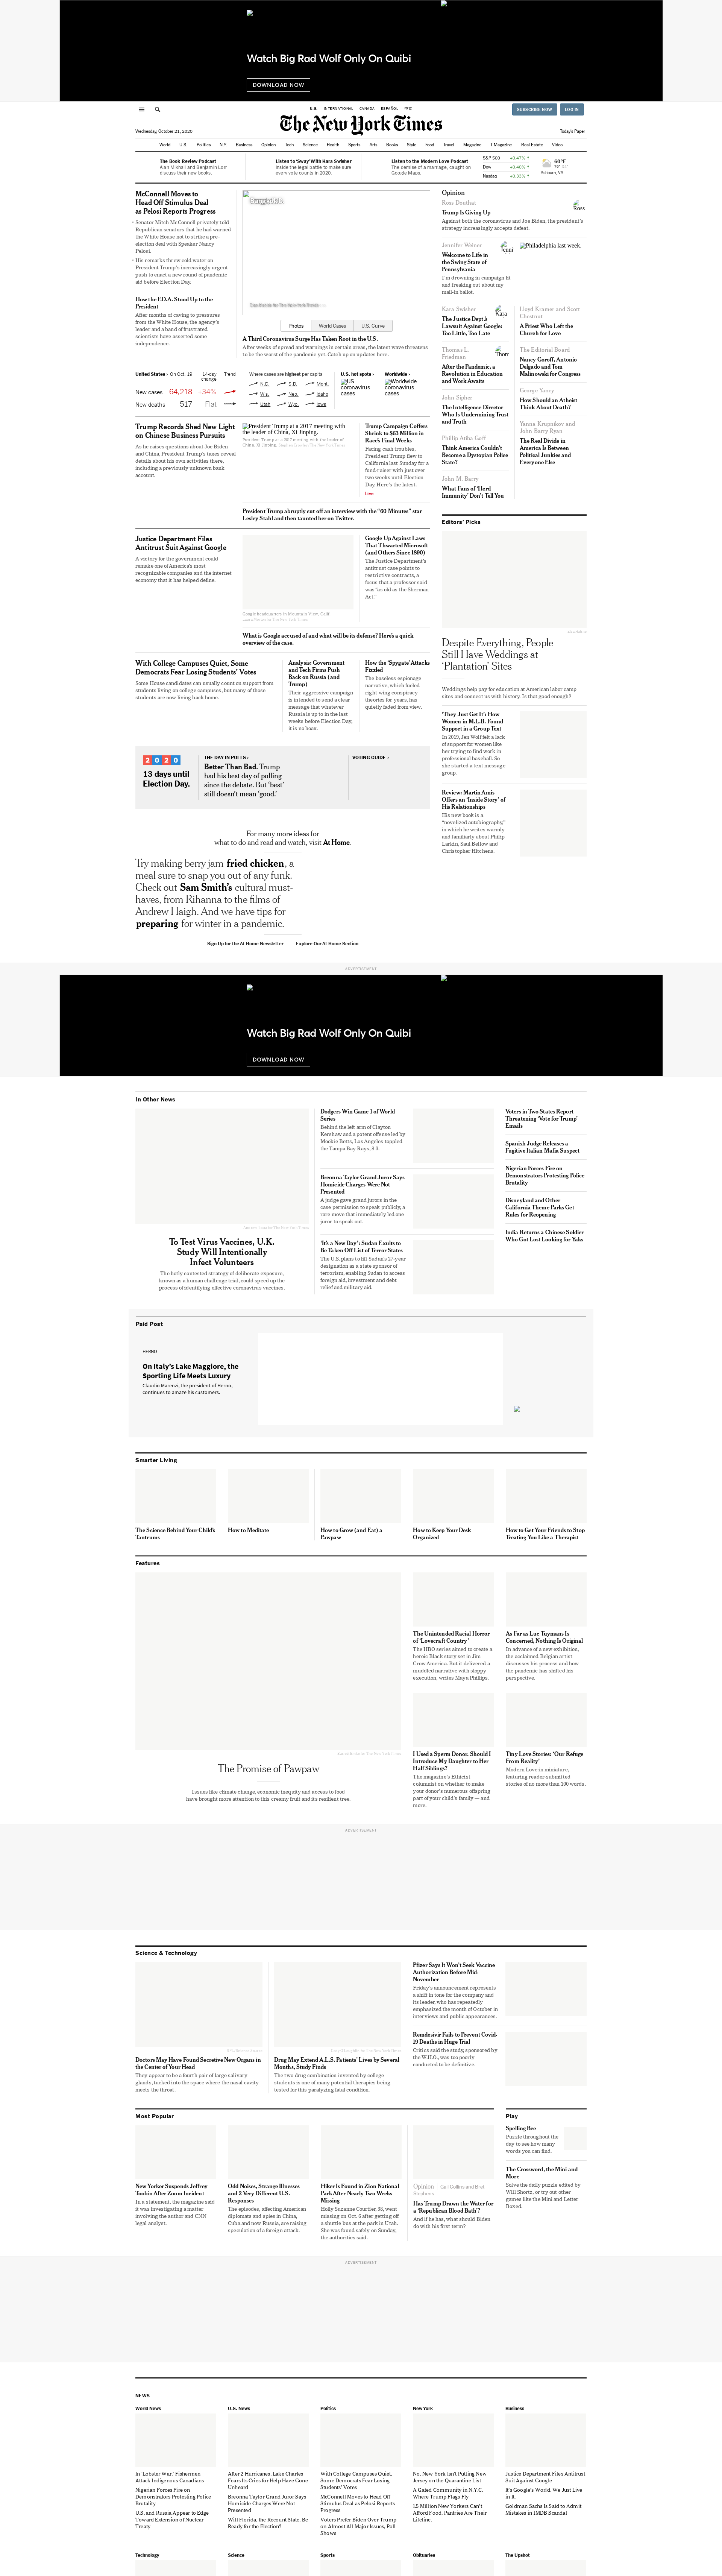 Watch Big Rad Wolf Only On Quibi
DOWNLOAD NOW
U.S. INTERNATIONAL CANADA ESPAÑOL 中文
SUBSCRIBE NOW LOG IN
The New York Times
Wednesday, October 21, 2020
Today's Paper
World U.S. Politics N.Y. Business Opinion Tech Science Health Sports Arts Books Style Food Travel Magazine T Magazine Real Estate Video
The Book Review Podcast
Listen to 'Sway' With Kara Swisher
Inside the legal battle to make sure every vote counts in 2020.
Listen to the Modern Love Podcast
The demise of a marriage, caught on Google Maps.
S&P 500 +0.47% ↑
Dow +0.40% ↑
Nasdaq +0.33% ↑
60°F
Ashburn, VA
McConnell Moves to
Head Off Stimulus Deal
as Pelosi Reports Progress
Senator Mitch McConnell privately told Republican senators that he had warned the White House not to strike a pre-election deal with Speaker Nancy Pelosi.
His remarks threw cold water on President Trump's increasingly urgent push to enact a new round of pandemic aid before Election Day.
How the F.D.A. Stood Up to the President
After months of caving to pressures from the White House, the agency's leader and a band of frustrated scientists have asserted some independence.
Photos World Cases U.S. Curve
A Third Coronavirus Surge Has Taken Root in the U.S.
After weeks of spread and warnings in certain areas, the latest wave threatens to be the worst of the pandemic yet. Catch up on updates here.
United States › On Oct. 19 14-day change Trend
New cases 64,218 +34%
New deaths 517 Flat
Where cases are highest per capita
N.D. S.D. Mont.
Wis. Neb. Idaho
Utah Wyo. Iowa
U.S. hot spots ›
US coronavirus cases
Worldwide ›
Worldwide coronavirus cases
Trump Records Shed New Light
on Chinese Business Pursuits
As he raises questions about Joe Biden and China, President Trump's taxes reveal details about his own activities there, including a previously unknown bank account.
President Trump at a 2017 meeting with the leader of China, Xi Jinping.
President Trump at a 2017 meeting with the leader of China, Xi Jinping.
Trump Campaign Coffers Shrink to $63 Million in Race's Final Weeks
Facing cash troubles, President Trump flew to California last Sunday for a fund-raiser with just over two weeks until Election Day. Here's the latest.
Live
President Trump abruptly cut off an interview with the "60 Minutes" star Lesley Stahl and then taunted her on Twitter.
Justice Department Files
Antitrust Suit Against Google
A victory for the government could remake one of America's most recognizable companies and the internet economy that it has helped define.
Google headquarters in Mountain View, Calif.
Google Up Against Laws That Thwarted Microsoft (and Others Since 1890)
The Justice Department's antitrust case points to restrictive contracts, a focus that a professor said was "as old as the Sherman Act."
What is Google accused of and what will be its defense? Here's a quick overview of the case.
With College Campuses Quiet, Some
Democrats Fear Losing Students' Votes
Some House candidates can usually count on support from students living on college campuses, but many of those students are now living back home.
Analysis: Government and Tech Firms Push Back on Russia (and Trump)
Their aggressive campaign is intended to send a clear message that whatever Russia is up to in the last weeks before Election Day, it is no hoax.
How the 'Spygate' Attacks Fizzled
The baseless espionage narrative, which fueled right-wing conspiracy theories for years, has quietly faded from view.
2020
13 days until
Election Day.
THE DAY IN POLLS ›
Better Than Bad. Trump had his best day of polling since the debate. But 'best' still doesn't mean 'good.'
VOTING GUIDE ›
For many more ideas for
what to do and read and watch, visit At Home.
Try making berry jam fried chicken, a meal sure to snap you out of any funk. Check out Sam Smith's cultural must-haves, from Rihanna to the films of Andrew Haigh. And we have tips for preparing for winter in a pandemic.
Sign Up for the At Home Newsletter Explore Our At Home Section
Opinion
Ross Douthat
Trump Is Giving Up
Against both the coronavirus and Joe Biden, the president's strategy increasingly accepts defeat.
Jennifer Weiner
Welcome to Life in the Swing State of Pennsylvania
I'm drowning in campaign lit and freaking out about my mail-in ballot.
Philadelphia last week.
Kara Swisher
The Justice Dept.'s Lawsuit Against Google: Too Little, Too Late
Thomas L. Friedman
After the Pandemic, a Revolution in Education and Work Awaits
John Sipher
The Intelligence Director Who Is Undermining Trust and Truth
Phillip Atiba Goff
Think America Couldn't Become a Dystopian Police State?
John M. Barry
What Fans of 'Herd Immunity' Don't Tell You
Lloyd Kramer and Scott Chestnut
A Priest Who Left the Church for Love
The Editorial Board
Nancy Goroff, Antonio Delgado and Tom Malinowski for Congress
George Yancy
How Should an Atheist Think About Death?
Yanna Krupnikov and John Barry Ryan
The Real Divide in America Is Between Political Junkies and Everyone Else
Editors' Picks
Despite Everything, People Still Have Weddings at 'Plantation' Sites
Weddings help pay for education at American labor camp sites and connect us with history. Is that good enough?
'They Just Get It': How Women in M.L.B. Found Support in a Group Text
In 2019, Jen Wolf felt a lack of support for women like her trying to find work in professional baseball. So she started a text message group.
Review: Martin Amis Offers an 'Inside Story' of His Relationships
His new book is a "novelized autobiography," in which he writes warmly and familiarly about Philip Larkin, Saul Bellow and Christopher Hitchens.
ADVERTISEMENT
Watch Big Rad Wolf Only On Quibi
DOWNLOAD NOW
In Other News
To Test Virus Vaccines, U.K. Study Will Intentionally Infect Volunteers
The hotly contested strategy of deliberate exposure, known as a human challenge trial, could speed up the process of identifying effective coronavirus vaccines.
Dodgers Win Game 1 of World Series
Behind the left arm of Clayton Kershaw and a potent offense led by Mookie Betts, Los Angeles toppled the Tampa Bay Rays, 8-3.
Breonna Taylor Grand Juror Says Homicide Charges Were Not Presented
A judge gave grand jurors in the case permission to speak publicly, a rare move that immediately led one juror to speak out.
'It's a New Day': Sudan Exults to Be Taken Off List of Terror States
The U.S. plans to lift Sudan's 27-year designation as a state sponsor of terrorism, enabling Sudan to access foreign aid, investment and debt relief and military aid.
Voters in Two States Report Threatening 'Vote for Trump' Emails
Spanish Judge Releases a Fugitive Italian Mafia Suspect
Nigerian Forces Fire on Demonstrators Protesting Police Brutality
Disneyland and Other California Theme Parks Get Rules for Reopening
India Returns a Chinese Soldier Who Got Lost Looking for Yaks
Paid Post
HERNO
On Italy's Lake Maggiore, the Sporting Life Meets Luxury
Claudio Marenzi, the president of Herno, continues to amaze his customers.
Smarter Living
The Science Behind Your Child's Tantrums
How to Meditate
How to Grow (and Eat) a Pawpaw
How to Keep Your Desk Organized
How to Get Your Friends to Stop Treating You Like a Therapist
Features
The Promise of Pawpaw
Issues like climate change, economic inequity and access to food have brought more attention to this creamy fruit and its resilient tree.
The Unintended Racial Horror of 'Lovecraft Country'
The HBO series aimed to create a heroic Black story set in Jim Crow America. But it delivered a muddled narrative with sloppy execution, writes Maya Phillips.
As Far as Luc Tuymans Is Concerned, Nothing Is Original
In advance of a new exhibition, the acclaimed Belgian artist discusses his process and how the pandemic has shifted his perspective.
I Used a Sperm Donor. Should I Introduce My Daughter to Her Half Siblings?
The magazine's Ethicist columnist on whether to make your donor's numerous offspring part of your child's family — and more.
Tiny Love Stories: 'Our Refuge From Reality'
Modern Love in miniature, featuring reader-submitted stories of no more than 100 words.
ADVERTISEMENT
Science & Technology
Doctors May Have Found Secretive New Organs in the Center of Your Head
They appear to be a fourth pair of large salivary glands, tucked into the space where the nasal cavity meets the throat.
Drug May Extend A.L.S. Patients' Lives by Several Months, Study Finds
The two-drug combination invented by college students is one of many potential therapies being tested for this paralyzing fatal condition.
Pfizer Says It Won't Seek Vaccine Authorization Before Mid-November
Friday's announcement represents a shift in tone for the company and its leader, who has repeatedly emphasized the month of October in interviews and public appearances.
Remdesivir Fails to Prevent Covid-19 Deaths in Huge Trial
Critics said the study, sponsored by the W.H.O., was too poorly conducted to be definitive.
Most Popular
New Yorker Suspends Jeffrey Toobin After Zoom Incident
In a statement, the magazine said it was investigating a matter involving the author and CNN legal analyst.
Odd Noises, Strange Illnesses and 2 Very Different U.S. Responses
The episodes, affecting American diplomats and spies in China, Cuba and now Russia, are raising speculation of a foreign attack.
Hiker Is Found in Zion National Park After Nearly Two Weeks Missing
Holly Suzanne Courtier, 38, went missing on Oct. 6 after getting off a shuttle bus at the park in Utah. She was found safely on Sunday, the authorities said.
Opinion | Gail Collins and Bret Stephens
Has Trump Drawn the Water for a 'Republican Blood Bath'?
And if he has, what should Biden do with his first term?
Play
Spelling Bee
Puzzle throughout the day to see how many words you can find.
The Crossword, the Mini and More
Solve the daily puzzle edited by Will Shortz, or try out other games like the Mini and Letter Boxed.
ADVERTISEMENT
NEWS
World News
In 'Lobster War,' Fishermen Attack Indigenous Canadians
Nigerian Forces Fire on Demonstrators Protesting Police Brutality
U.S. and Russia Appear to Edge Toward Extension of Nuclear Treaty
U.S. News
After 2 Hurricanes, Lake Charles Fears Its Cries for Help Have Gone Unheard
Breonna Taylor Grand Juror Says Homicide Charges Were Not Presented
Will Florida, the Recount State, Be Ready for the Election?
Politics
With College Campuses Quiet, Some Democrats Fear Losing Students' Votes
McConnell Moves to Head Off Stimulus Deal as Pelosi Reports Progress
Voters Prefer Biden Over Trump on Almost All Major Issues, Poll Shows
New York
No, New York Isn't Putting New Jersey on the Quarantine List
A Gated Community in N.Y.C. Where Trump Flags Fly
1.5 Million New Yorkers Can't Afford Food. Pantries Are Their Lifeline.
Business
Justice Department Files Antitrust Suit Against Google
It's Google's World. We Just Live in It.
Goldman Sachs Is Said to Admit Mistakes in 1MDB Scandal
Technology
Science
Sports
Obituaries
The Upshot